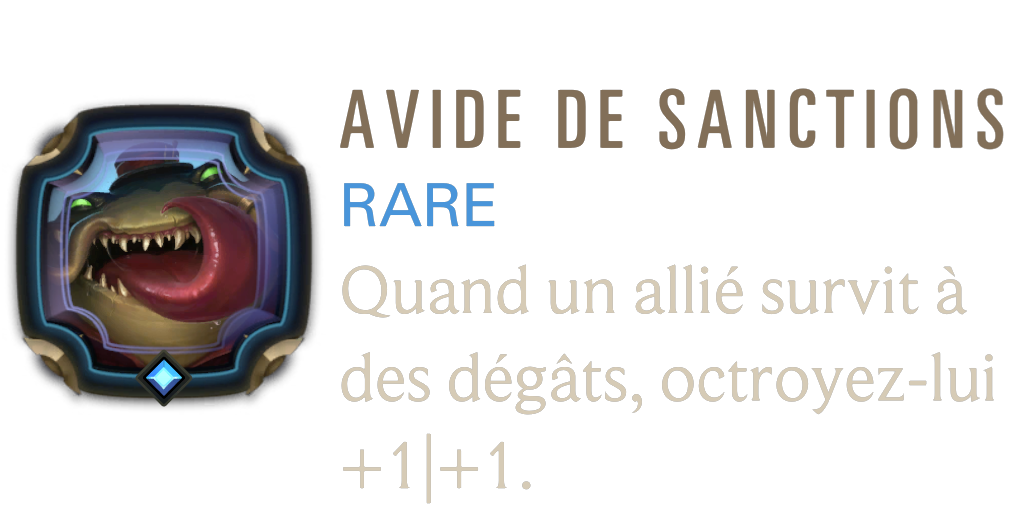 AVIDE DE SANCTIONS
RARE
Quand un allié survit à
des dégâts, octroyez-lui
+1|+1.